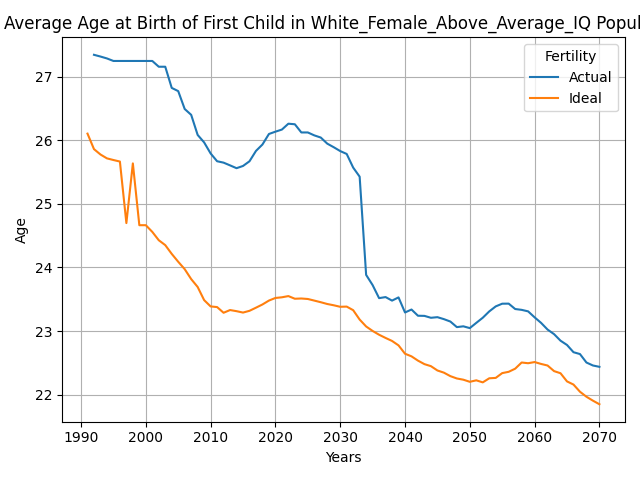 Average Age at Birth of First Child in White_Female_Above_Average_IQ Popul
Fertility
Actual
Ideal
27
26
25
24
23
22
Age
1990 2000 2010 2020 2030 2040 2050 2060 2070
Years